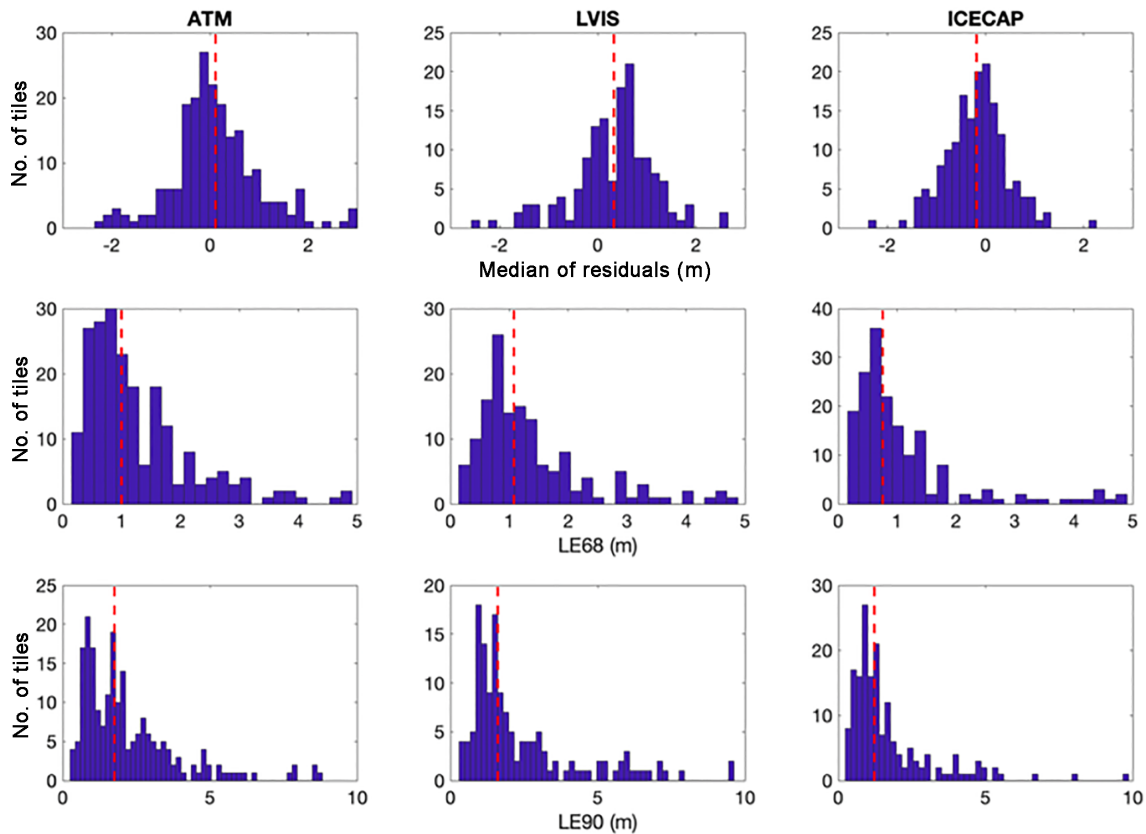 ATM LVIS ICECAP
30 25 25
20 20
20 15 15
No. of tiles
10 10 10
5 5
0 0 0
-2 0 2 -2 0 2 -2 0 2
Median of residuals (m)
30 30 40
20 20 30
No. of tiles
20
10 10 10
0 0 0
0 1 2 3 4 5 0 1 2 3 4 5 0 1 2 3 4 5
LE68 (m)
25 20 30
20 15 20
No. of tiles
15 10
10 10
5 5
0 0 0
0 5 10 0 5 10 0 5 10
LE90 (m)